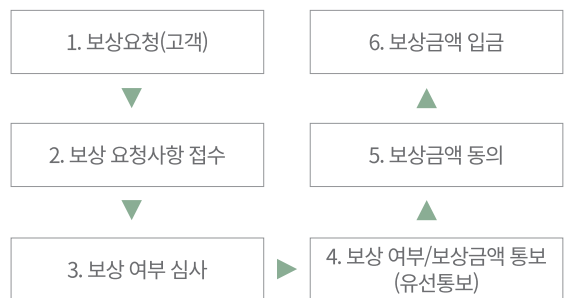 1. 보상요청(고객)
2. 보상 요청사항 접수
3. 보상 여부 심사
4. 보상 여부/보상금액 통보
(유선통보)
5. 보상금액 동의
6. 보상금액 입금